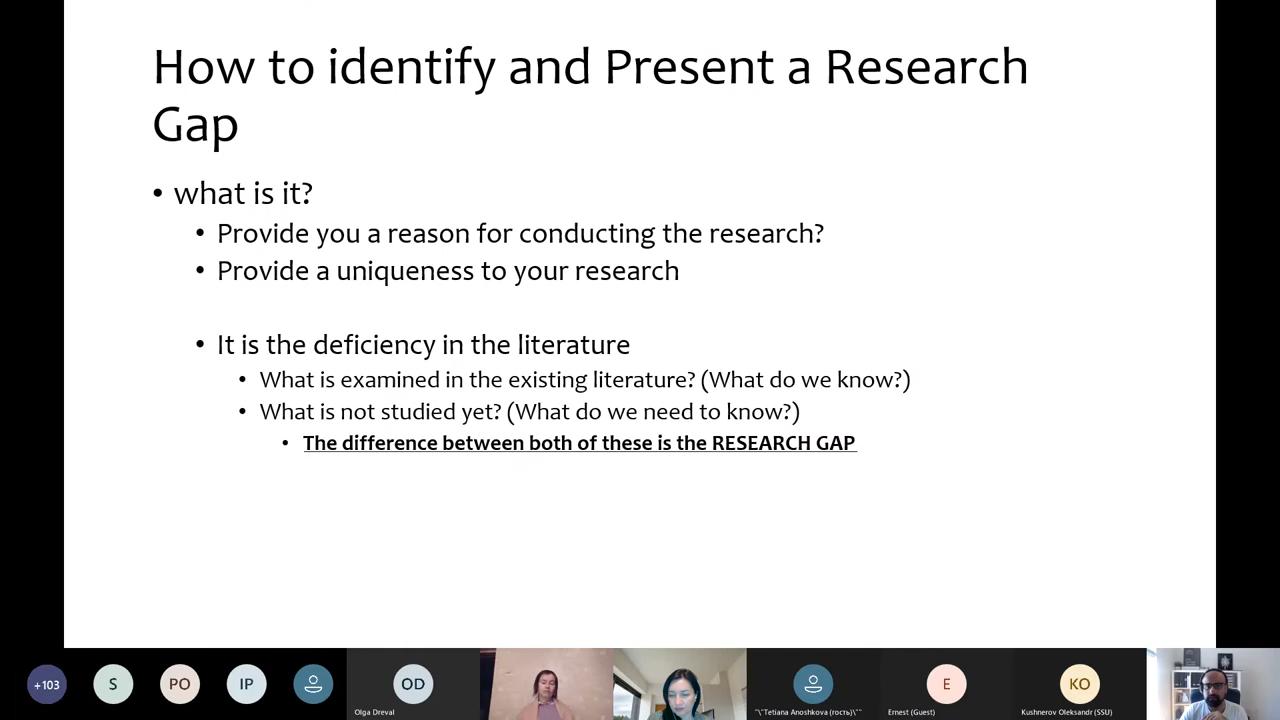 How to identify and Present a Research
Gap
• what is it?
• Provide you a reason for conducting the research?
• Provide a uniqueness to your research
• It is the deficiency in the literature
• What is examined in the existing literature? (What do we know?)
• What is not studied yet? (What do we need to know?)
• The difference between both of these is the RESEARCH GAP
+103
S
PO
IP
OD
Olga Dreval
"\"Tetiana Anoshkova (гость)\""
E
Ernest (Guest)
KO
Kushnerov Oleksandr (SSU)